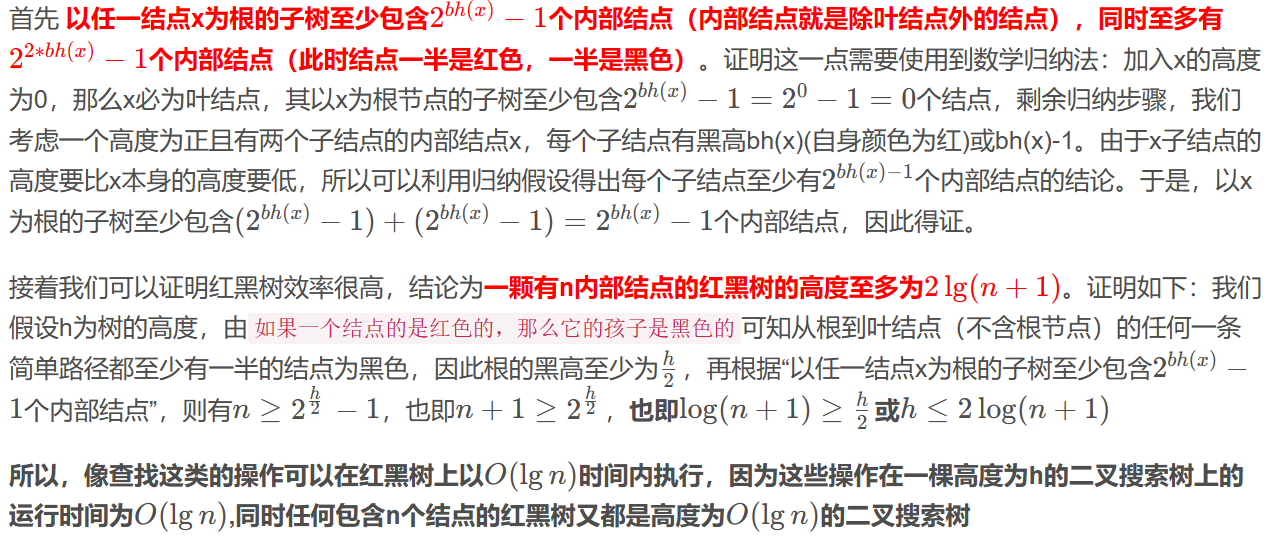 首先 以任一结点x为根的子树至少包含$2^{bh(x)}-1$个内部结点（内部结点就是除叶结点外的结点），同时至多有
$2^{2*bh(x)}-1$个内部结点（此时结点一半是红色，一半是黑色）。证明这一点需要使用到数学归纳法：加入x的高度
为0，那么x必为叶结点，其以x为根节点的子树至少包含$2^{bh(x)}-1=2^0-1=0$个结点，剩余归纳步骤，我们
考虑一个高度为正且有两个子结点的内部结点x，每个子结点有黑高bh(x)(自身颜色为红)或bh(x)-1。由于x子结点的
高度要比x本身的高度要低，所以可以利用归纳假设得出每个子结点至少有$2^{bh(x)-1}$个内部结点的结论。于是，以x
为根的子树至少包含$(2^{bh(x)}-1)+(2^{bh(x)}-1)=2^{bh(x)}-1$个内部结点，因此得证。
接着我们可以证明红黑树效率很高，结论为一颗有n内部结点的红黑树的高度至多为$2\lg(n+1)$。证明如下：我们
假设h为树的高度，由 如果一个结点的是红色的，那么它的孩子是黑色的 可知从根到叶结点（不含根节点）的任何一条
简单路径都至少有一半的结点为黑色，因此根的黑高至少为$\frac{h}{2}$，再根据“以任一结点x为根的子树至少包含$2^{bh(x)}-$
$1$个内部结点”，则有$n\geq 2^{\frac{h}{2}}-1$，也即$n+1\geq 2^{\frac{h}{2}}$，也即$\log(n+1)\geq\frac{h}{2}$或$h\leq 2\log(n+1)$
所以，像查找这类的操作可以在红黑树上以$O(\lg n)$时间内执行，因为这些操作在一棵高度为h的二叉搜索树上的
运行时间为$O(\lg n)$,同时任何包含n个结点的红黑树又都是高度为$O(\lg n)$的二叉搜索树